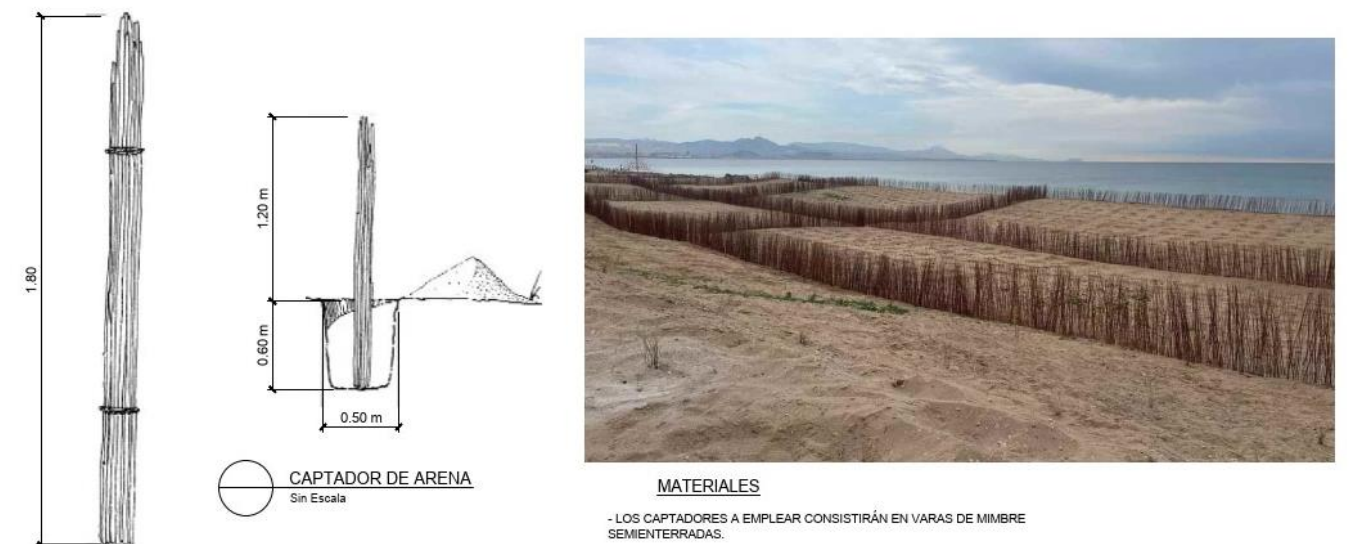 1.80
1.20 m
0.60 m
0.50 m
CAPTADOR DE ARENA
Sin Escala
MATERIALES
- LOS CAPTADORES A EMPLEAR CONSISTIRÁN EN VARAS DE MIMBRE
SEMIENTERRADAS.